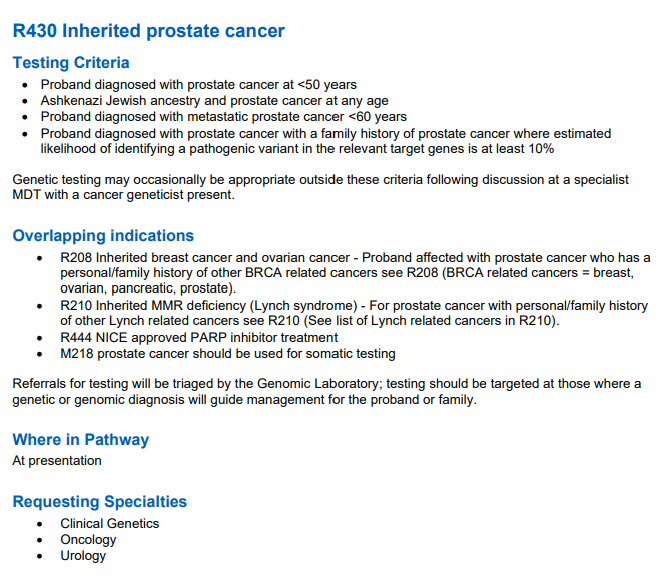 R430 Inherited prostate cancer
Testing Criteria
• Proband diagnosed with prostate cancer at <50 years
• Ashkenazi Jewish ancestry and prostate cancer at any age
• Proband diagnosed with metastatic prostate cancer <60 years
• Proband diagnosed with prostate cancer with a family history of prostate cancer where estimated
likelihood of identifying a pathogenic variant in the relevant target genes is at least 10%
Genetic testing may occasionally be appropriate outside these criteria following discussion at a specialist
MDT with a cancer geneticist present.
Overlapping indications
• R208 Inherited breast cancer and ovarian cancer - Proband affected with prostate cancer who has a
personal/family history of other BRCA related cancers see R208 (BRCA related cancers = breast,
ovarian, pancreatic, prostate).
• R210 Inherited MMR deficiency (Lynch syndrome) - For prostate cancer with personal/family history
of other Lynch related cancers see R210 (See list of Lynch related cancers in R210).
• R444 NICE approved PARP inhibitor treatment
• M218 prostate cancer should be used for somatic testing
Referrals for testing will be triaged by the Genomic Laboratory; testing should be targeted at those where a
genetic or genomic diagnosis will guide management for the proband or family.
Where in Pathway
At presentation
Requesting Specialties
• Clinical Genetics
• Oncology
• Urology